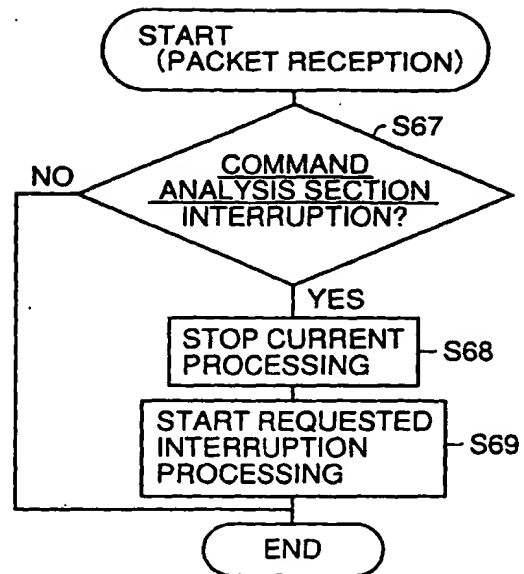 START
(PACKET RECEPTION)
S67
COMMAND
NO
ANALYSIS SECTION
INTERRUPTION?
YES
STOP CURRENT
PROCESSING
S68
START REQUESTED
INTERRUPTION
PROCESSING
S69
END